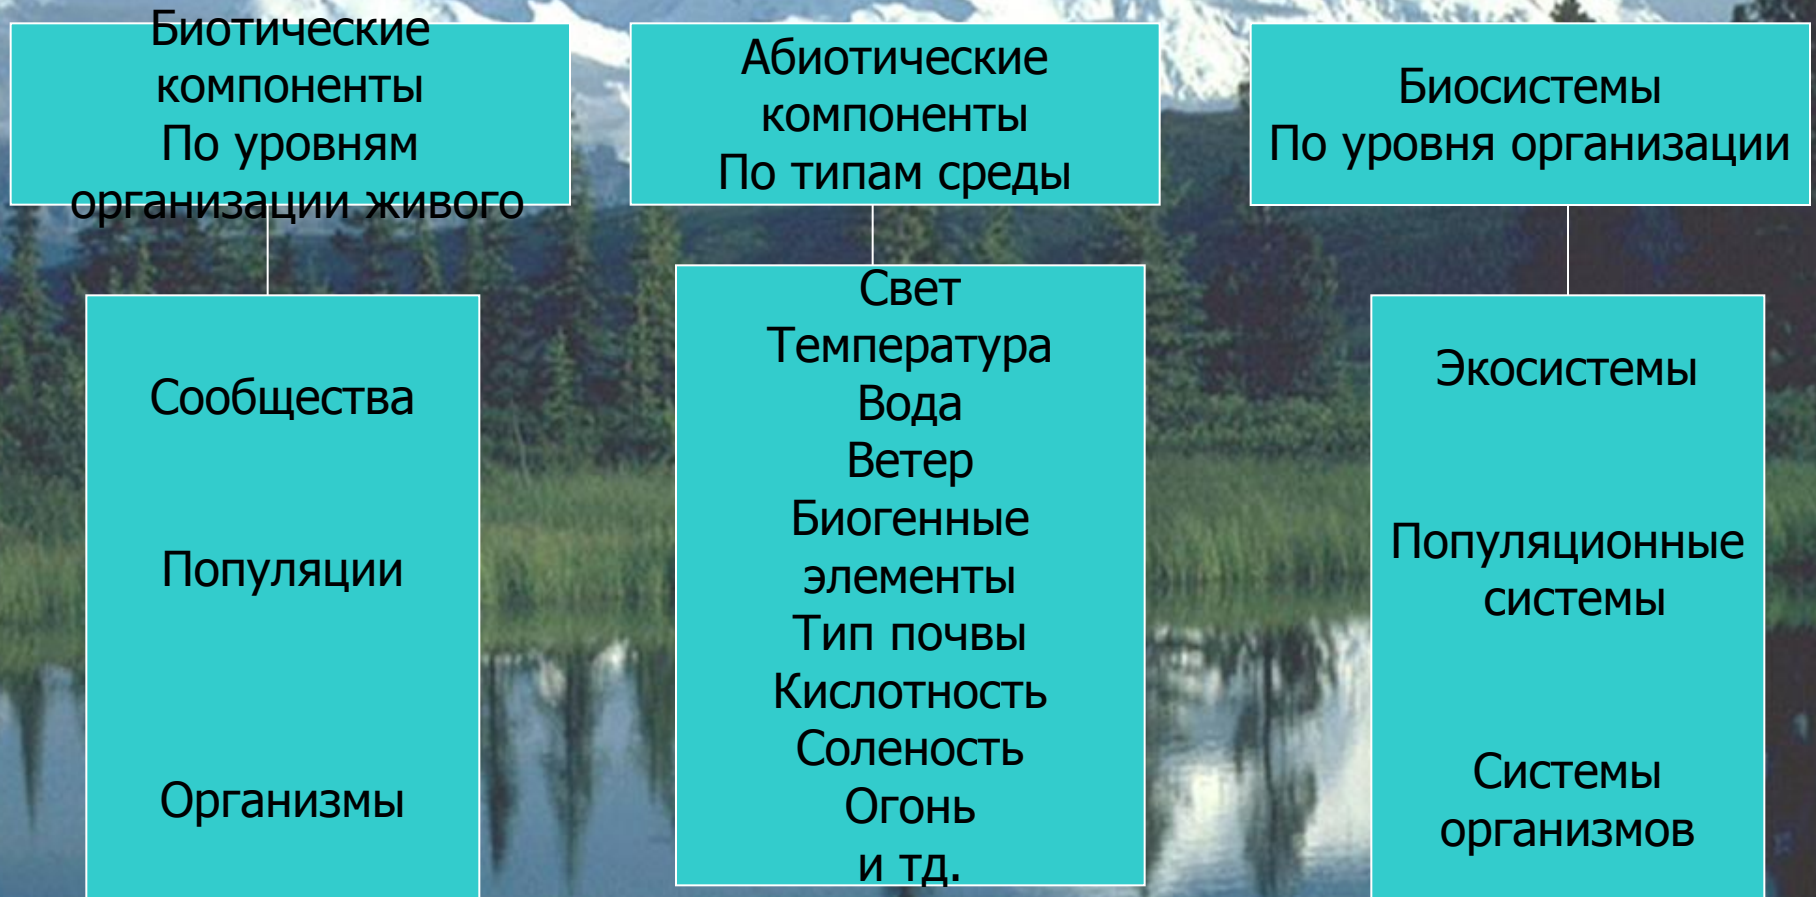 Биотические
компоненты
По уровням
организации живого
Сообщества
Популяции
Организмы
Абиотические
компоненты
По типам среды
Свет
Температура
Вода
Ветер
Биогенные
элементы
Тип почвы
Кислотность
Соленость
Огонь
и тд.
Биосистемы
По уровня организации
Экосистемы
Популяционные
системы
Системы
организмов